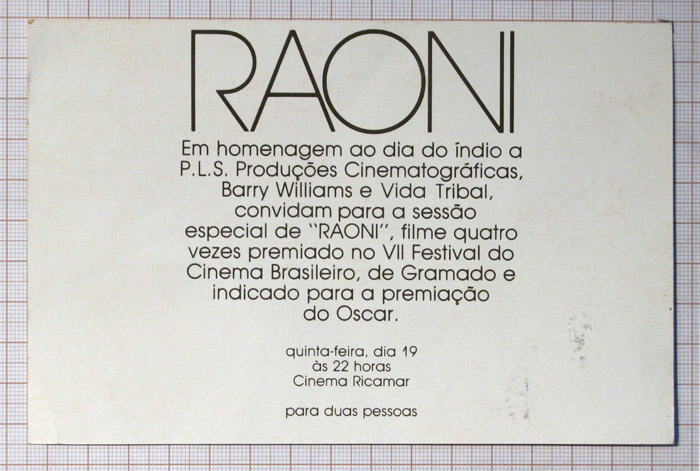 RAONI
Em homenagem ao dia do índio a
P.L.S. Produções Cinematográficas,
Barry Williams e Vida Tribal,
convidam para a sessão
especial de "RAONI", filme quatro
vezes premiado no VII Festival do
Cinema Brasileiro, de Gramado e
indicado para a premiação
do Oscar.
quinta-feira, dia 19
às 22 horas
Cinema Ricamar
para duas pessoas